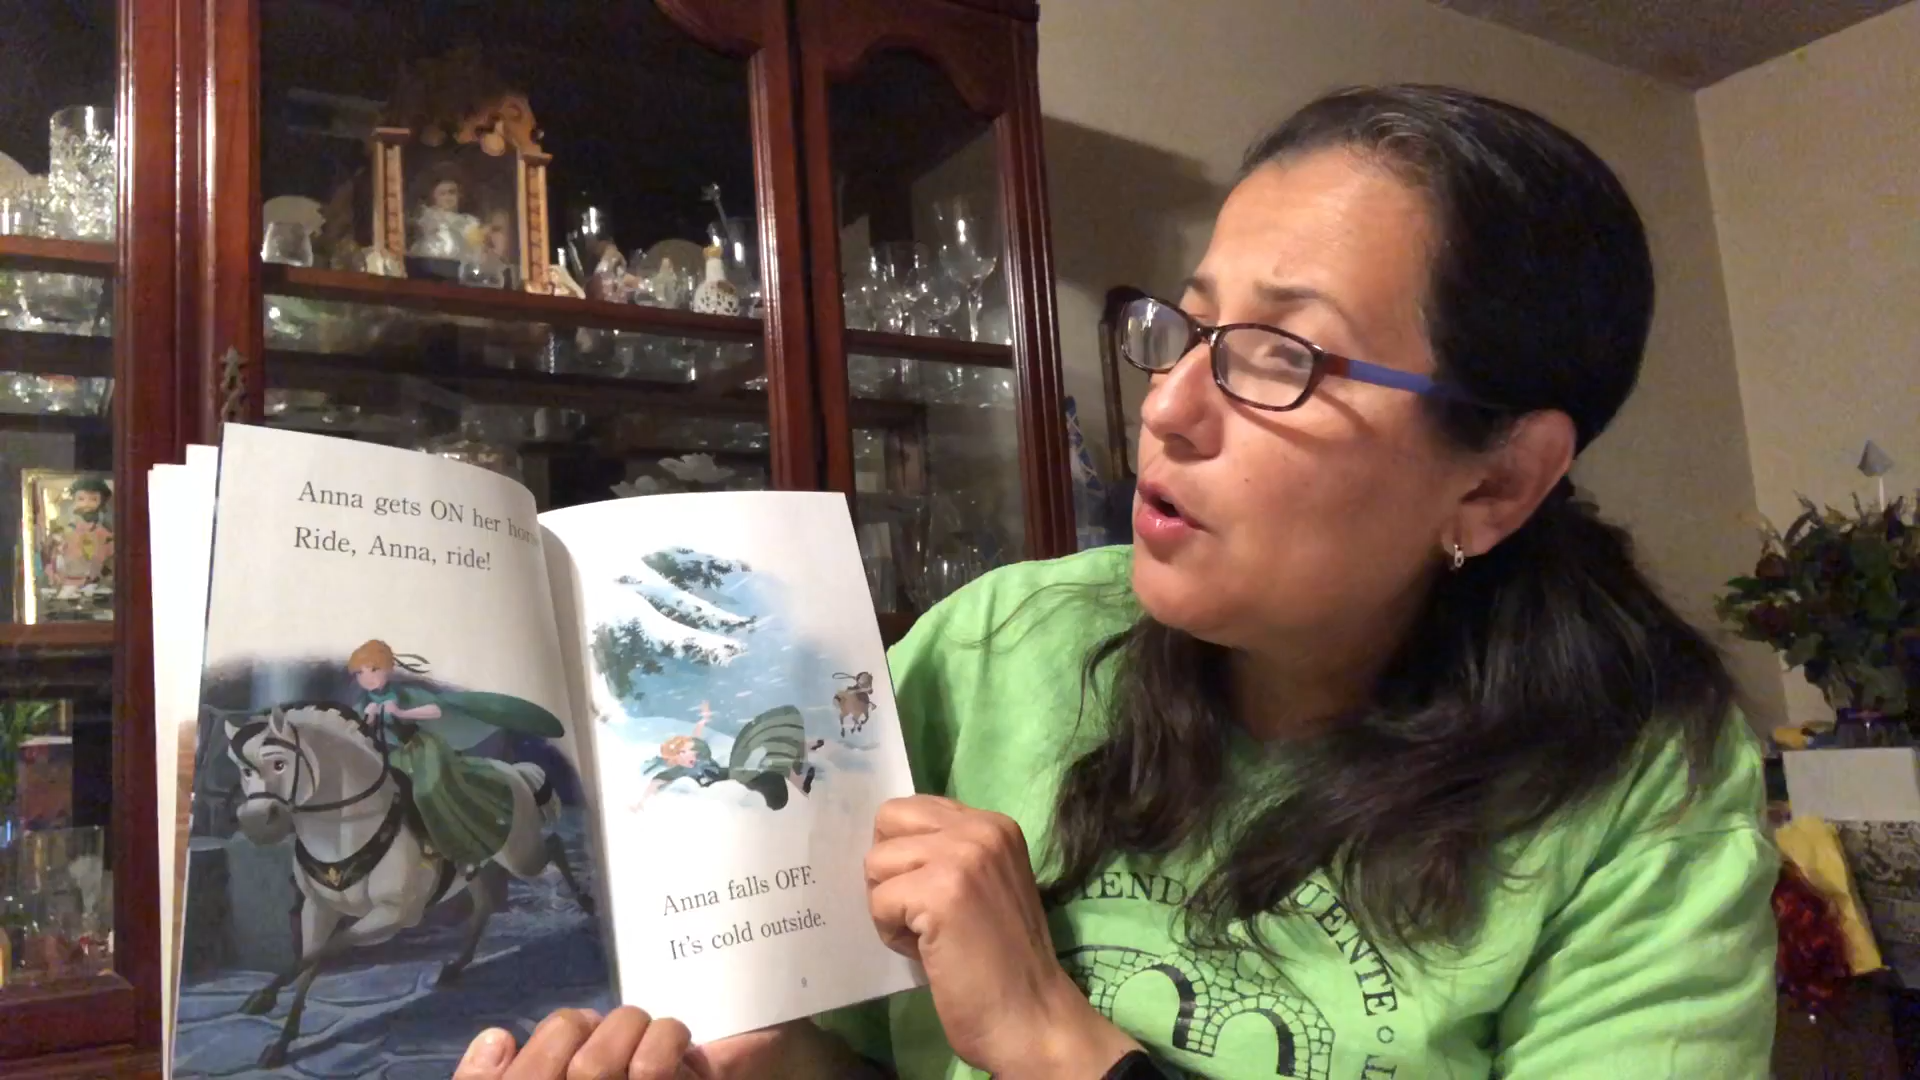 Anna gets ON her
Ride, Anna, ride!
Anna falls OFF.
It's cold outside.
9